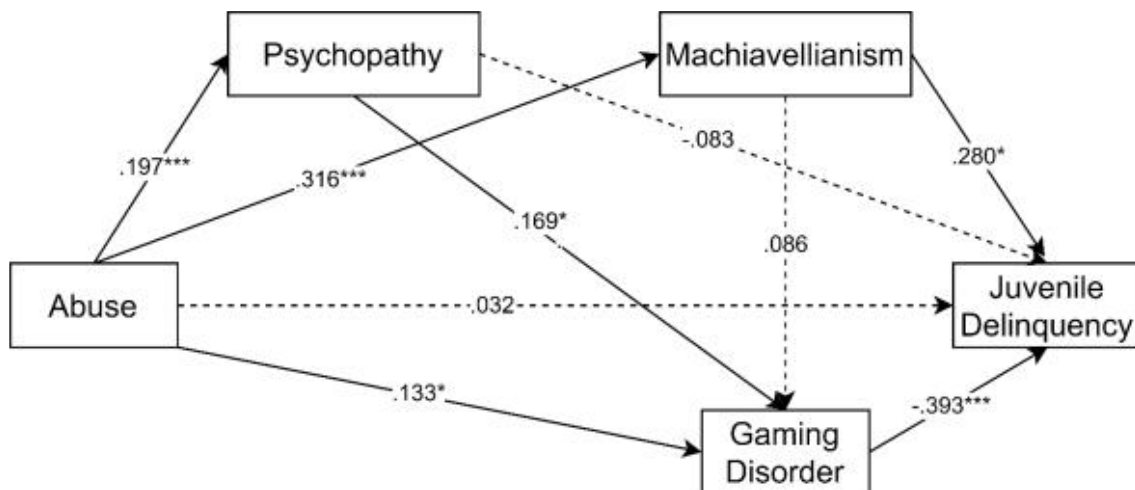 Psychopathy
Machiavellianism
-.083
.197***
.316***
.280*
.169*
.086
Abuse
.032
Juvenile
Delinquency
.133*
-.393***
Gaming
Disorder